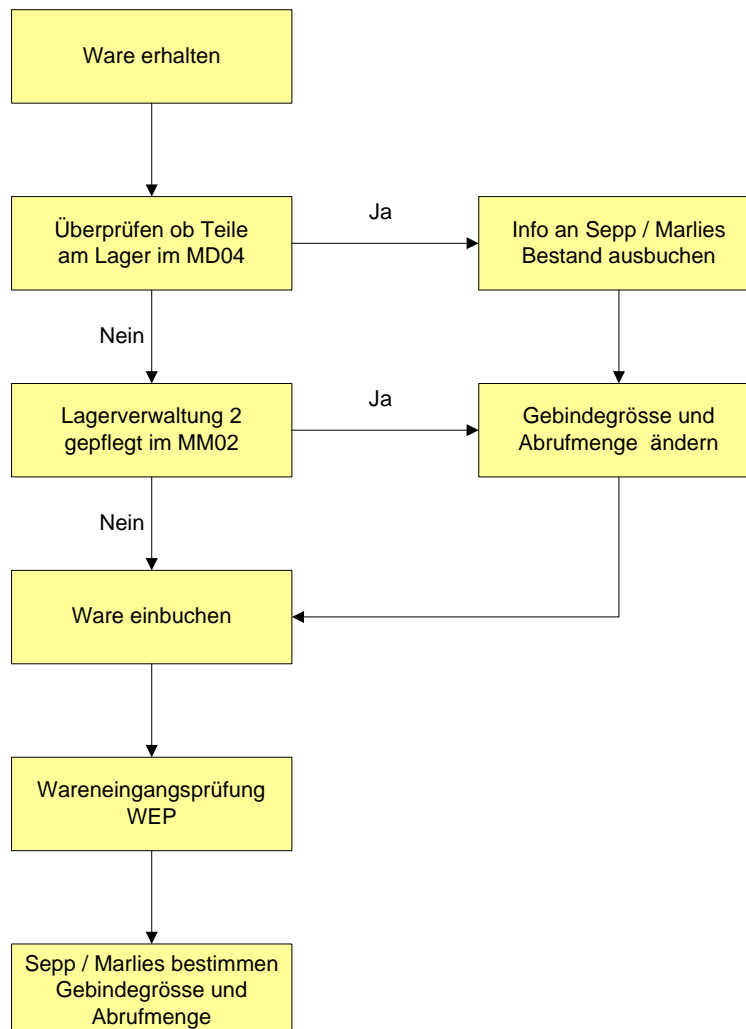 Ware erhalten
Überprüfen ob Teile
am Lager im MD04
Ja
Info an Sepp / Marlies
Bestand ausbuchen
Nein
Lagerverwaltung 2
gepflegt im MM02
Ja
Gebindegrösse und
Abrufmenge ändern
Nein
Ware einbuchen
Wareneingangsprüfung
WEP
Sepp / Marlies bestimmen
Gebindegrösse und
Abrufmenge